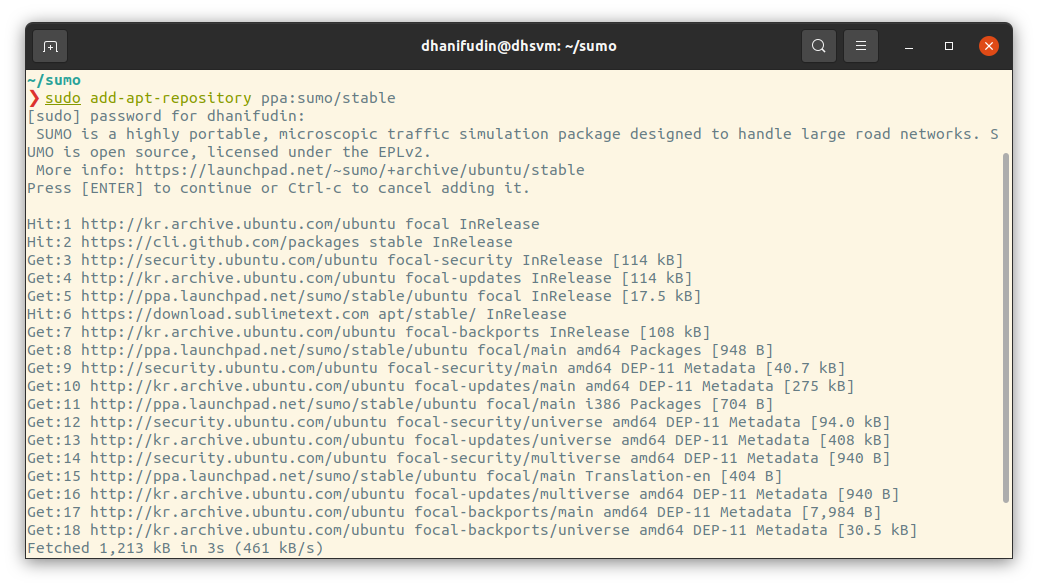 dhanifudin@dhsvm: ~/sumo
~/sumo
❯ sudo add-apt-repository ppa:sumo/stable
[sudo] password for dhanifudin:
SUMO is a highly portable, microscopic traffic simulation package designed to handle large road networks. S
UMO is open source, licensed under the EPLv2.
More info: https://launchpad.net/~sumo/+archive/ubuntu/stable
Press [ENTER] to continue or Ctrl-c to cancel adding it.
Hit:1 http://kr.archive.ubuntu.com/ubuntu focal InRelease
Hit:2 https://cli.github.com/packages stable InRelease
Get:3 http://security.ubuntu.com/ubuntu focal-security InRelease [114 kB]
Get:4 http://kr.archive.ubuntu.com/ubuntu focal-updates InRelease [114 kB]
Get:5 http://ppa.launchpad.net/sumo/stable/ubuntu focal InRelease [17.5 kB]
Hit:6 https://download.sublimetext.com apt/stable/ InRelease
Get:7 http://kr.archive.ubuntu.com/ubuntu focal-backports InRelease [108 kB]
Get:8 http://ppa.launchpad.net/sumo/stable/ubuntu focal/main amd64 Packages [948 B]
Get:9 http://security.ubuntu.com/ubuntu focal-security/main amd64 DEP-11 Metadata [40.7 kB]
Get:10 http://kr.archive.ubuntu.com/ubuntu focal-updates/main amd64 DEP-11 Metadata [275 kB]
Get:11 http://ppa.launchpad.net/sumo/stable/ubuntu focal/main i386 Packages [704 B]
Get:12 http://security.ubuntu.com/ubuntu focal-security/universe amd64 DEP-11 Metadata [94.0 kB]
Get:13 http://kr.archive.ubuntu.com/ubuntu focal-updates/universe amd64 DEP-11 Metadata [408 kB]
Get:14 http://security.ubuntu.com/ubuntu focal-security/multiverse amd64 DEP-11 Metadata [940 B]
Get:15 http://ppa.launchpad.net/sumo/stable/ubuntu focal/main Translation-en [404 B]
Get:16 http://kr.archive.ubuntu.com/ubuntu focal-updates/multiverse amd64 DEP-11 Metadata [940 B]
Get:17 http://kr.archive.ubuntu.com/ubuntu focal-backports/main amd64 DEP-11 Metadata [7,984 B]
Get:18 http://kr.archive.ubuntu.com/ubuntu focal-backports/universe amd64 DEP-11 Metadata [30.5 kB]
Fetched 1,213 kB in 3s (461 kB/s)